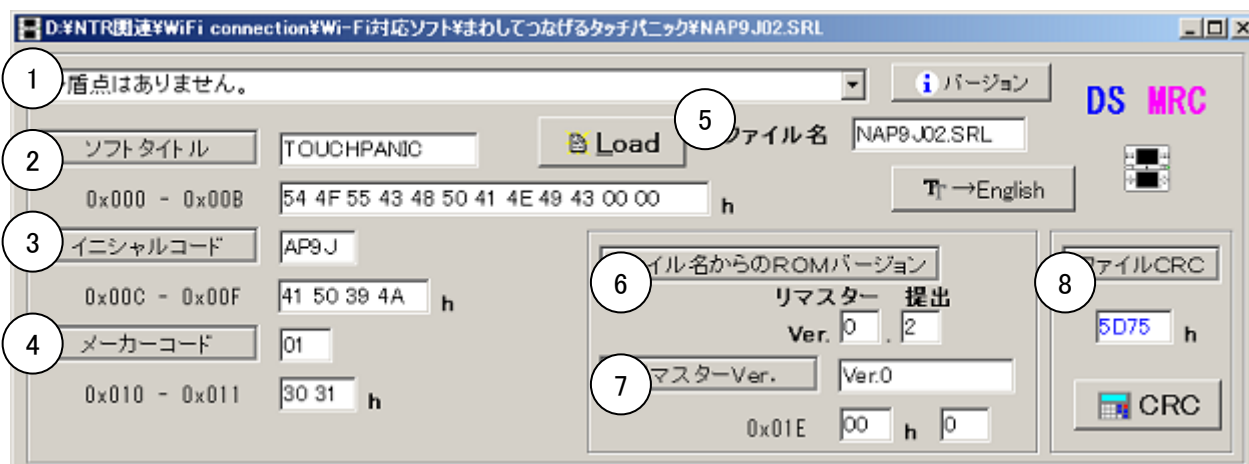 D:¥NTR関連¥WiFi connection¥Wi-Fi対応ソフト¥まわしてつなげるタッチパニック¥NAP9J02.SRL
1
盾点はありません。
バージョン
DS MRC
2
ソフトタイトル
TOUCHPANIC
Load
5
ファイル名
NAP9J02.SRL
0x000 - 0x00B
54 4F 55 43 48 50 41 4E 49 43 00 00
h
→English
3
イニシャルコード
AP9J
0x00C - 0x00F
41 50 39 4A
h
4
メーカーコード
01
0x010 - 0x011
30 31
h
6
イル名からのROMバージョン
リマスター 提出
Ver. 0 . 2
7
マスターVer.
Ver.0
0x01E
00
h
0
8
ファイルCRC
5D75
h
CRC